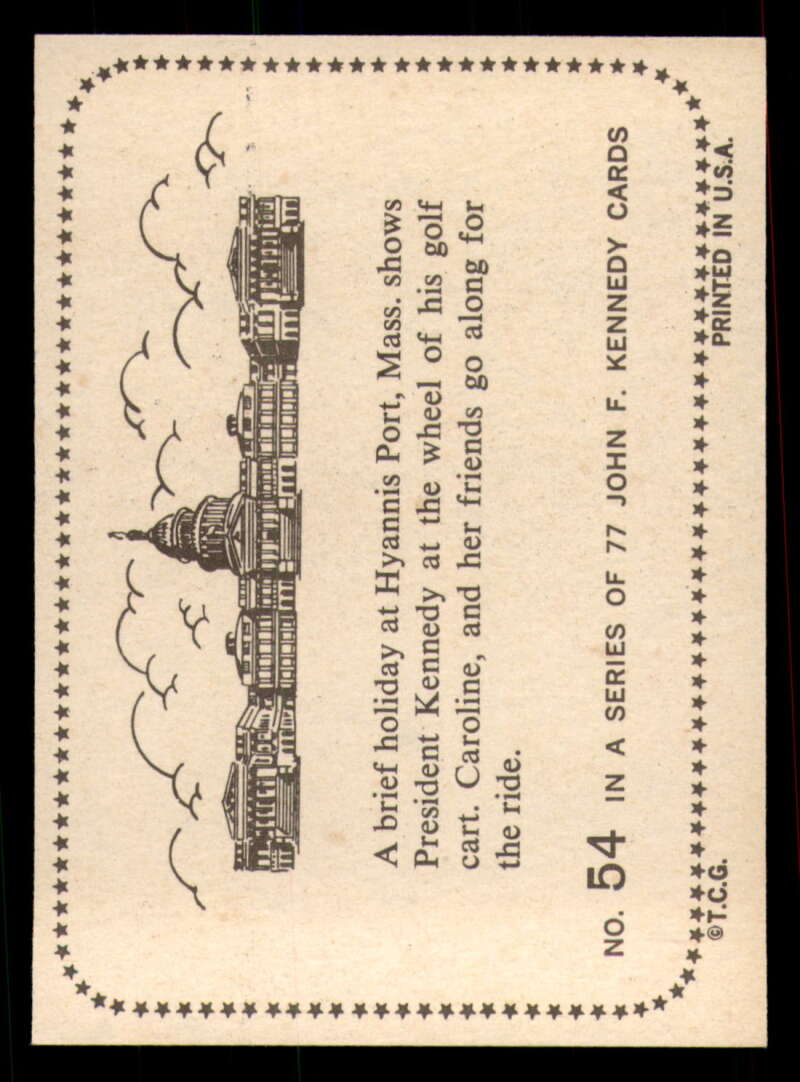 A brief holiday at Hyannis Port, Mass. shows
President Kennedy at the wheel of his golf
cart. Caroline, and her friends go along for
the ride.
NO. 54 IN A SERIES OF 77 JOHN F. KENNEDY CARDS
©T.C.G. PRINTED IN U.S.A.